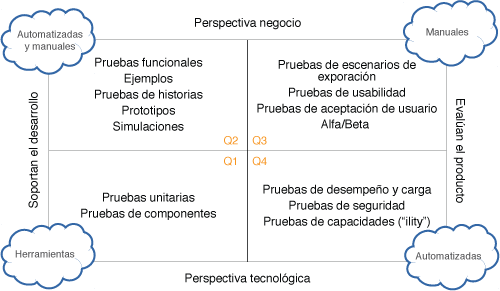 Perspectiva negocio
Automatizadas
y manuales
Manuales
Pruebas funcionales
Ejemplos
Pruebas de historias
Prototipos
Simulaciones
Pruebas de escenarios de
exporación
Pruebas de usabilidad
Pruebas de aceptación de usuario
Alfa/Beta
Soportan el desarrollo
Evalúan el producto
Q2
Q3
Q1
Q4
Pruebas unitarias
Pruebas de componentes
Pruebas de desempeño y carga
Pruebas de seguridad
Pruebas de capacidades (“ility”)
Herramientas
Automatizadas
Perspectiva tecnológica